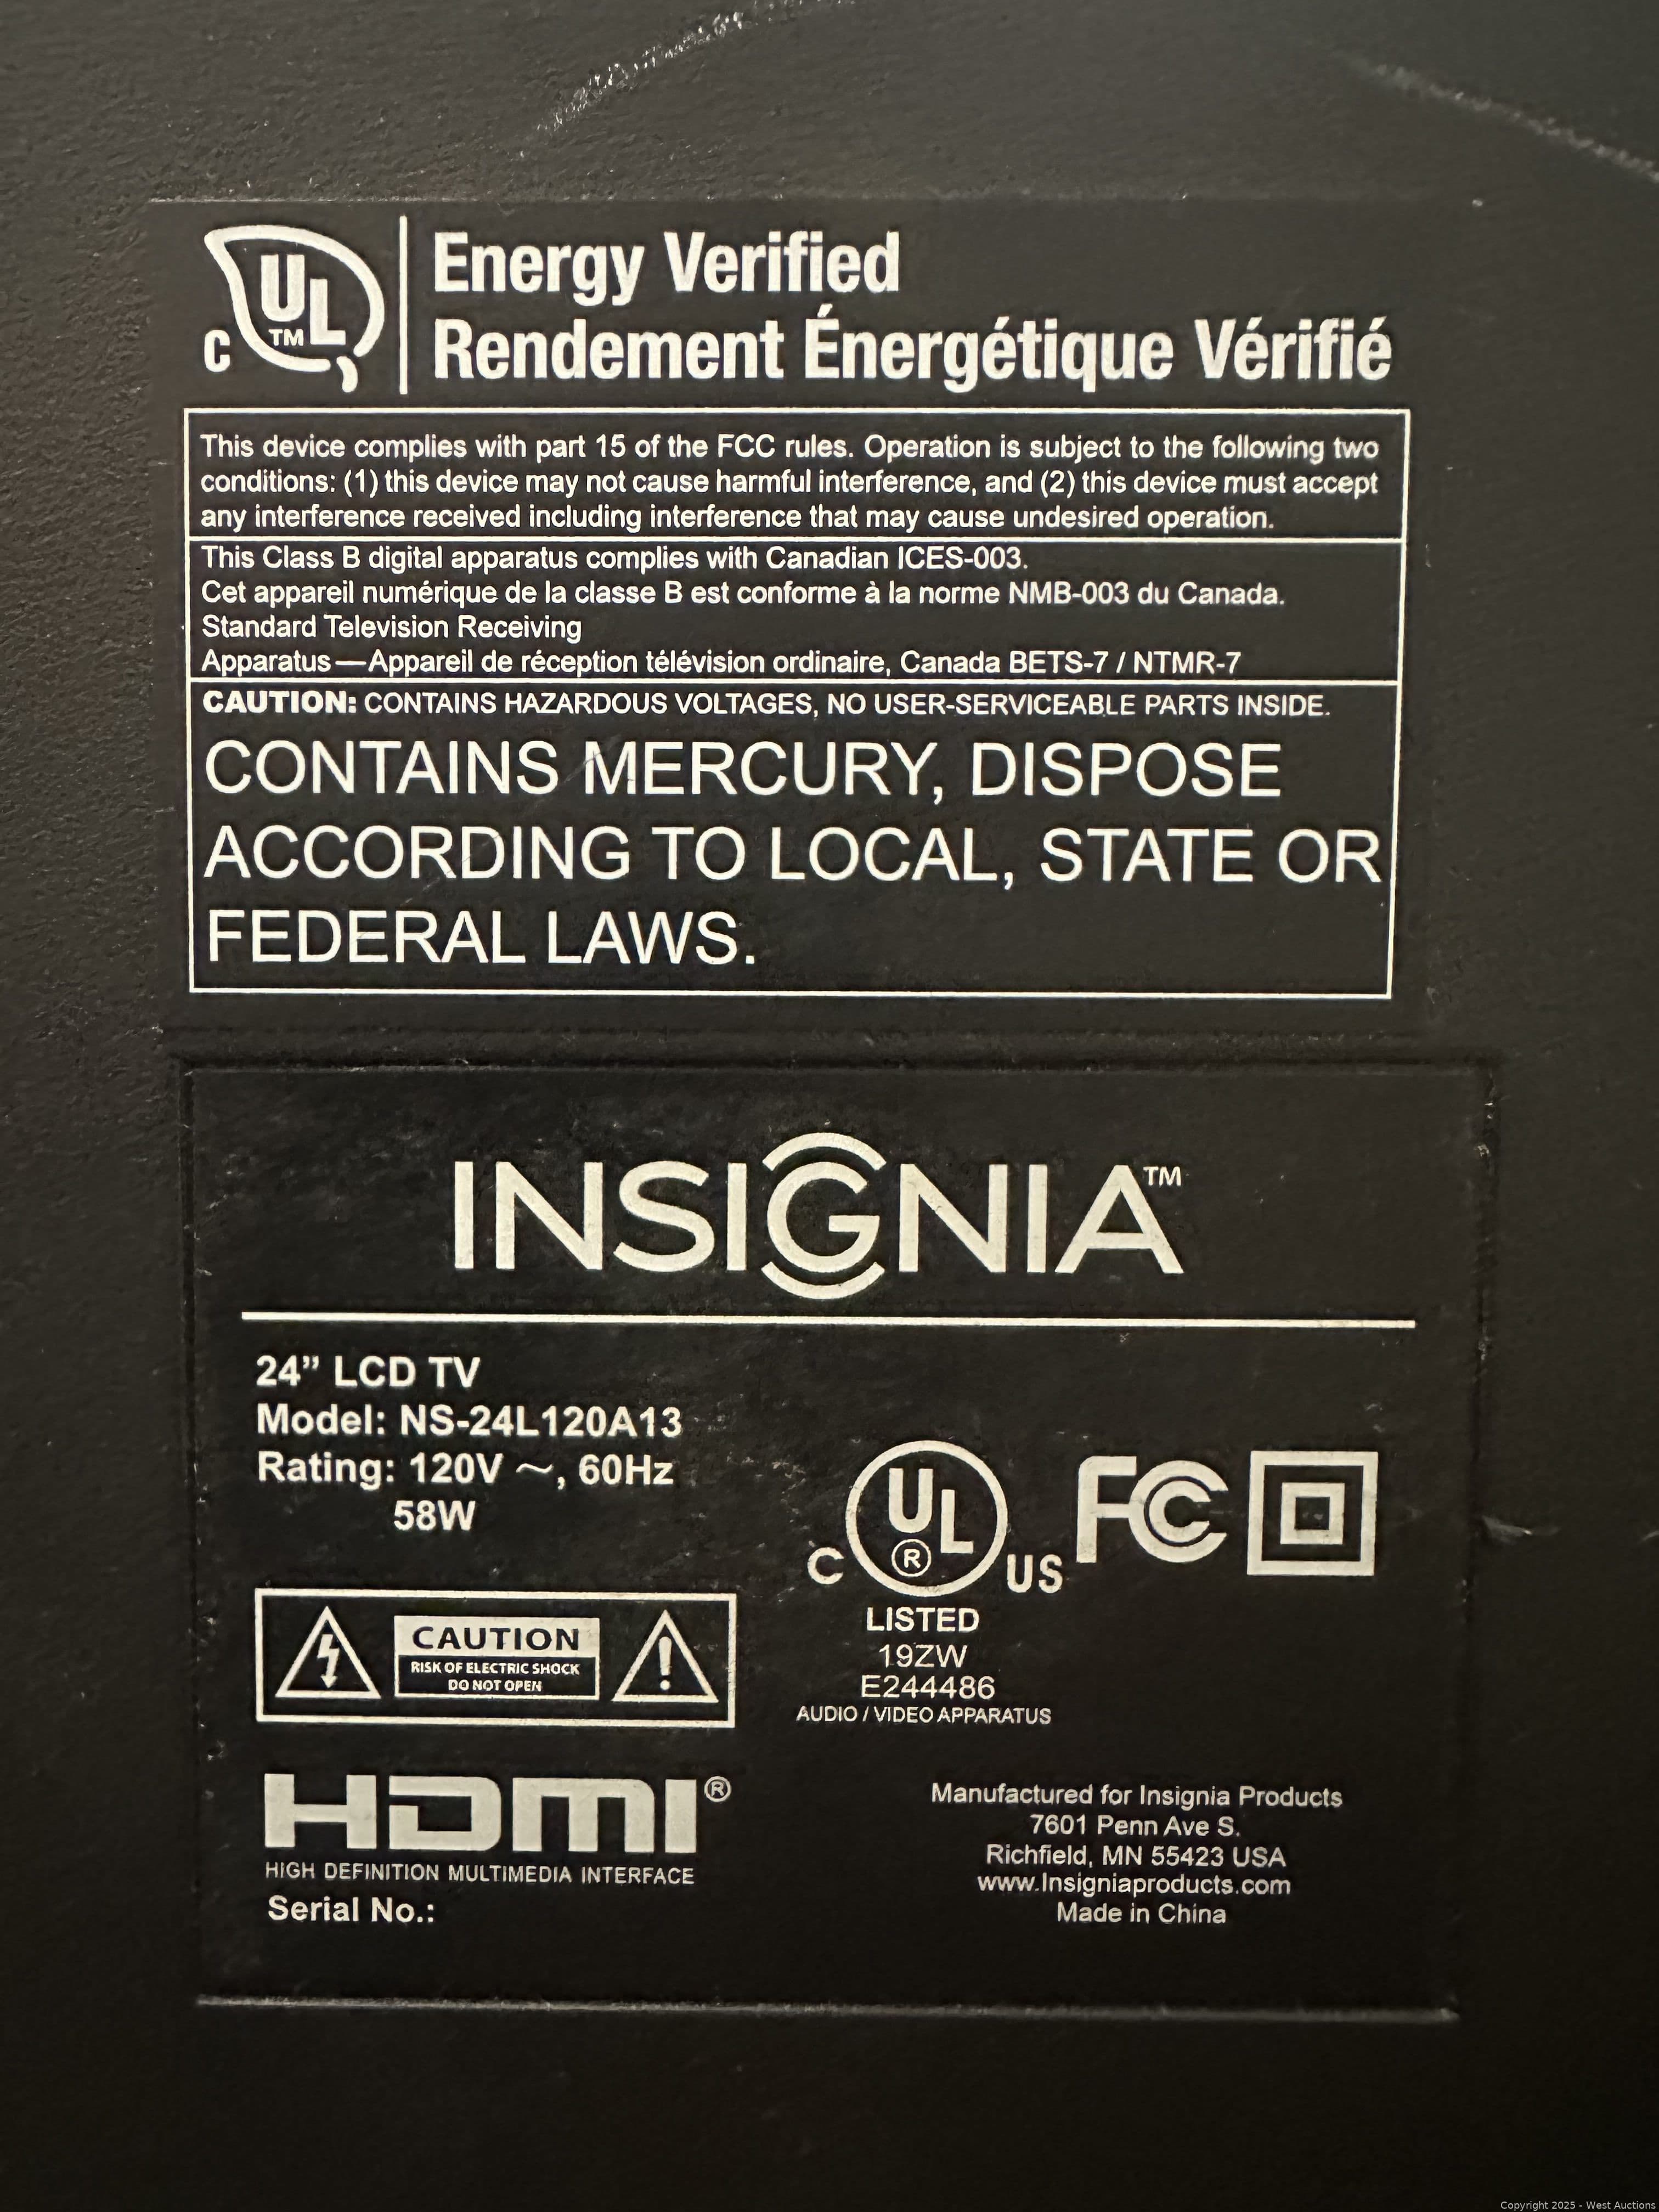 C UL TM
Energy Verified
Rendement Énergétique Vérifié
This device complies with part 15 of the FCC rules. Operation is subject to the following two
conditions: (1) this device may not cause harmful interference, and (2) this device must accept
any interference received including interference that may cause undesired operation.
This Class B digital apparatus complies with Canadian ICES-003.
Cet appareil numérique de la classe B est conforme à la norme NMB-003 du Canada.
Standard Television Receiving
Apparatus—Appareil de réception télévision ordinaire, Canada BETS-7 / NTMR-7
CAUTION: CONTAINS HAZARDOUS VOLTAGES, NO USER-SERVICEABLE PARTS INSIDE.
CONTAINS MERCURY, DISPOSE
ACCORDING TO LOCAL, STATE OR
FEDERAL LAWS.
INSIGNIA™
24” LCD TV
Model: NS-24L120A13
Rating: 120V ～, 60Hz
58W
C UL ® US FC
LISTED
19ZW
E244486
AUDIO / VIDEO APPARATUS
CAUTION
RISK OF ELECTRIC SHOCK
DO NOT OPEN
HDMI®
HIGH DEFINITION MULTIMEDIA INTERFACE
Serial No.:
Manufactured for Insignia Products
7601 Penn Ave S.
Richfield, MN 55423 USA
www.Insigniaproducts.com
Made in China
Copyright 2025 - West Auctions